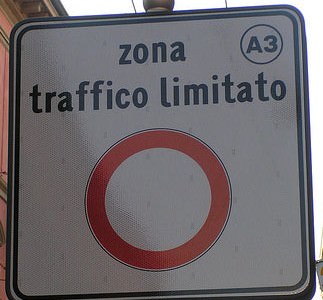 zona A3
traffico limitato